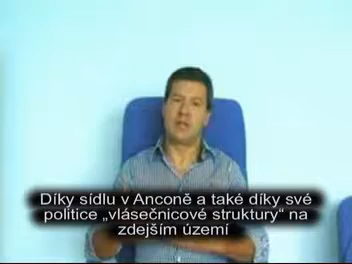 Díky sídlu v Anconě a také díky své
politice „vlásečnicové struktury“ na
zdejším území